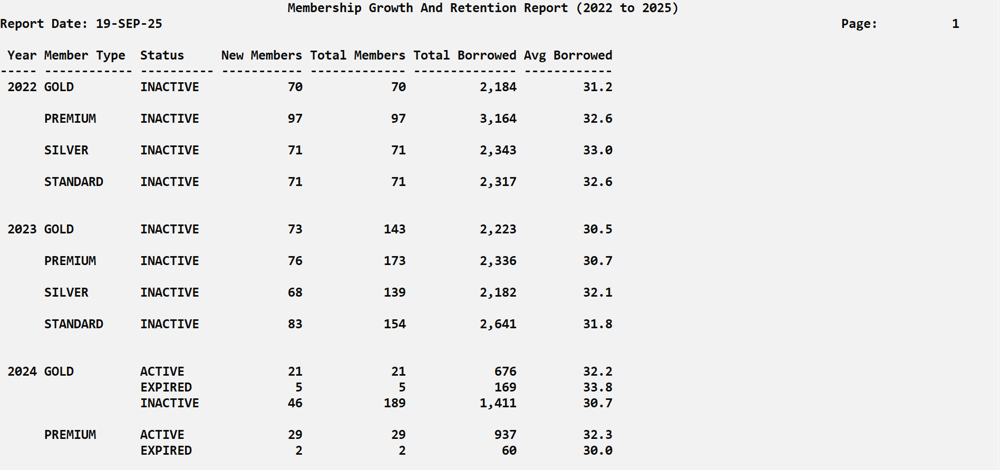 Membership Growth And Retention Report (2022 to 2025)
Report Date: 19-SEP-25 Page: 1
Year Member Type Status New Members Total Members Total Borrowed Avg Borrowed
----- ------------ ---------- ----------- ------------- -------------- ------------
2022 GOLD INACTIVE 70 70 2,184 31.2
PREMIUM INACTIVE 97 97 3,164 32.6
SILVER INACTIVE 71 71 2,343 33.0
STANDARD INACTIVE 71 71 2,317 32.6
2023 GOLD INACTIVE 73 143 2,223 30.5
PREMIUM INACTIVE 76 173 2,336 30.7
SILVER INACTIVE 68 139 2,182 32.1
STANDARD INACTIVE 83 154 2,641 31.8
2024 GOLD ACTIVE 21 21 676 32.2
EXPIRED 5 5 169 33.8
INACTIVE 46 189 1,411 30.7
PREMIUM ACTIVE 29 29 937 32.3
EXPIRED 2 2 60 30.0